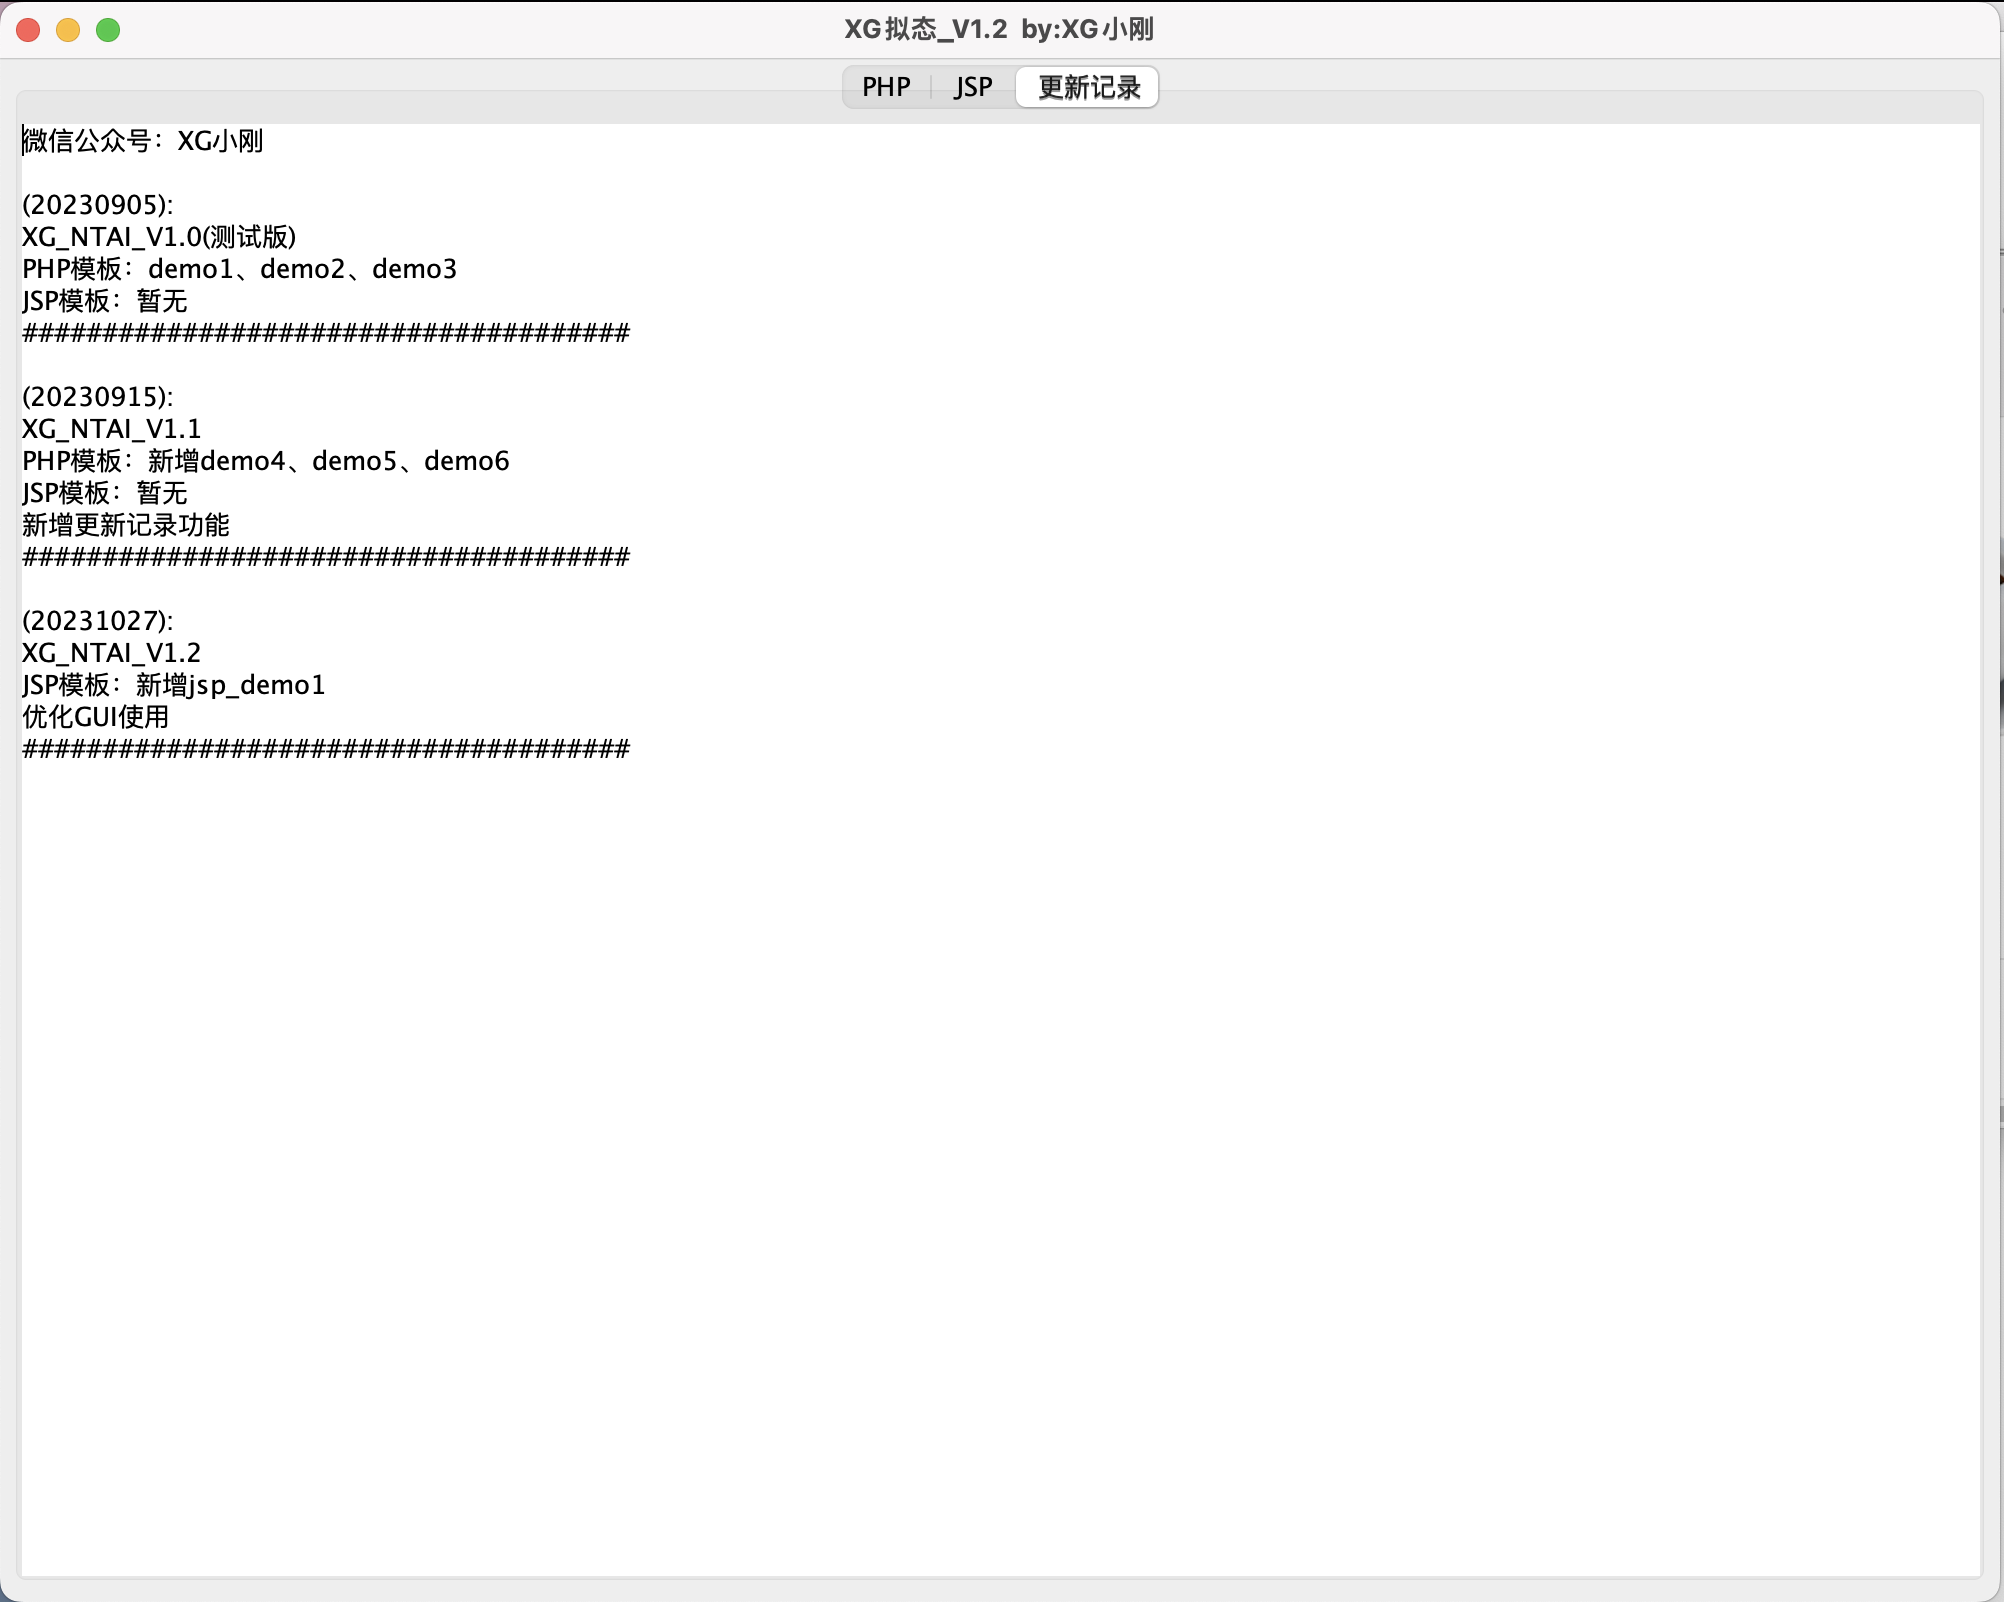 XG拟态_V1.2 by:XG小刚
PHP
JSP
更新记录
微信公众号：XG小刚
(20230905):
XG_NTAI_V1.0(测试版)
PHP模板：demo1、demo2、demo3
JSP模板：暂无
######################################
(20230915):
XG_NTAI_V1.1
PHP模板：新增demo4、demo5、demo6
JSP模板：暂无
新增更新记录功能
######################################
(20231027):
XG_NTAI_V1.2
JSP模板：新增jsp_demo1
优化GUI使用
######################################